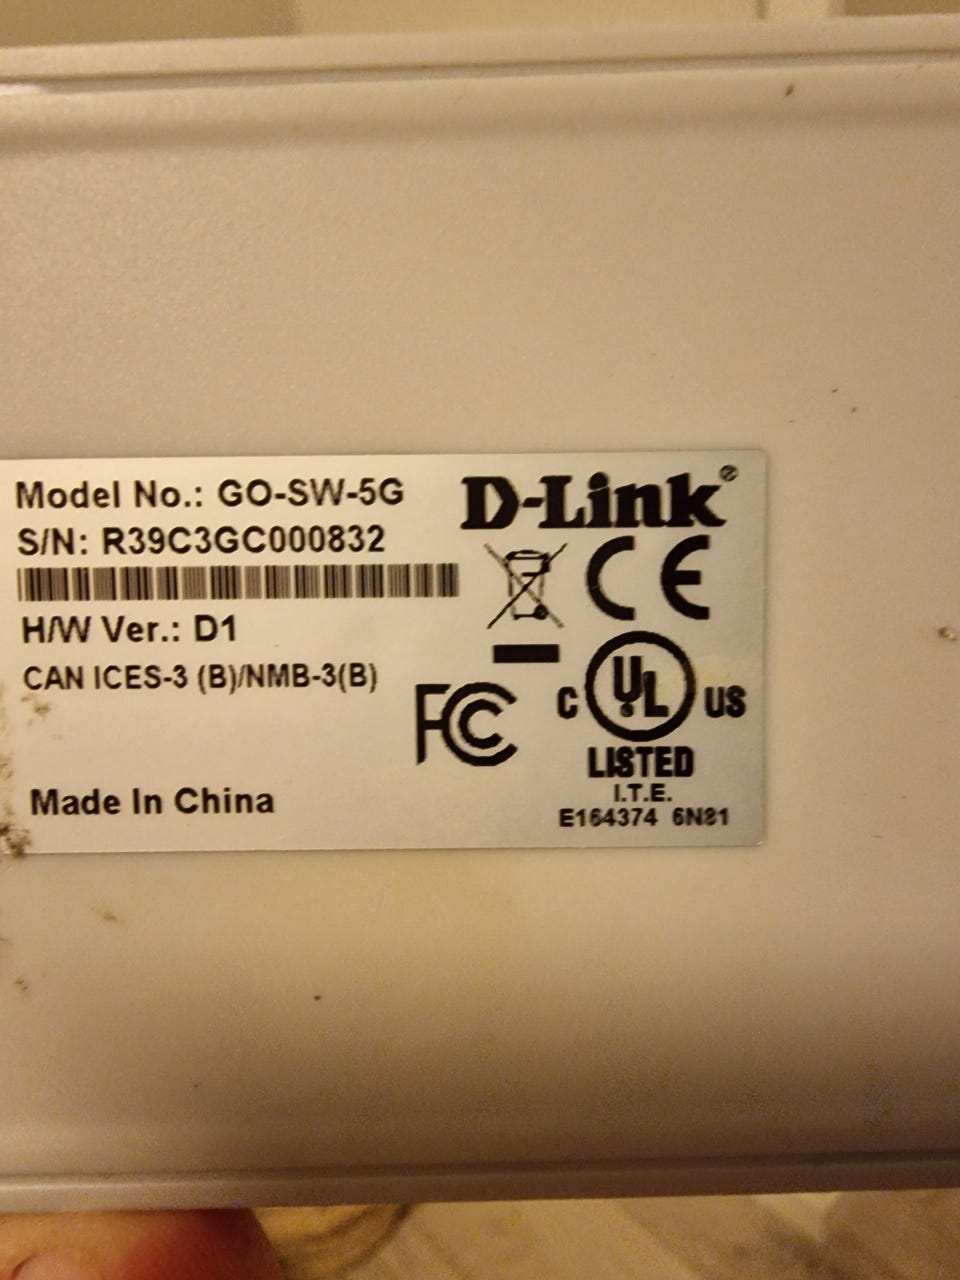 Model No.: GO-SW-5G
S/N: R39C3GC000832
H/W Ver.: D1
CAN ICES-3 (B)/NMB-3(B)
Made In China
D-Link®
CE
FC
C UL US
LISTED
I.T.E.
E164374 6N81